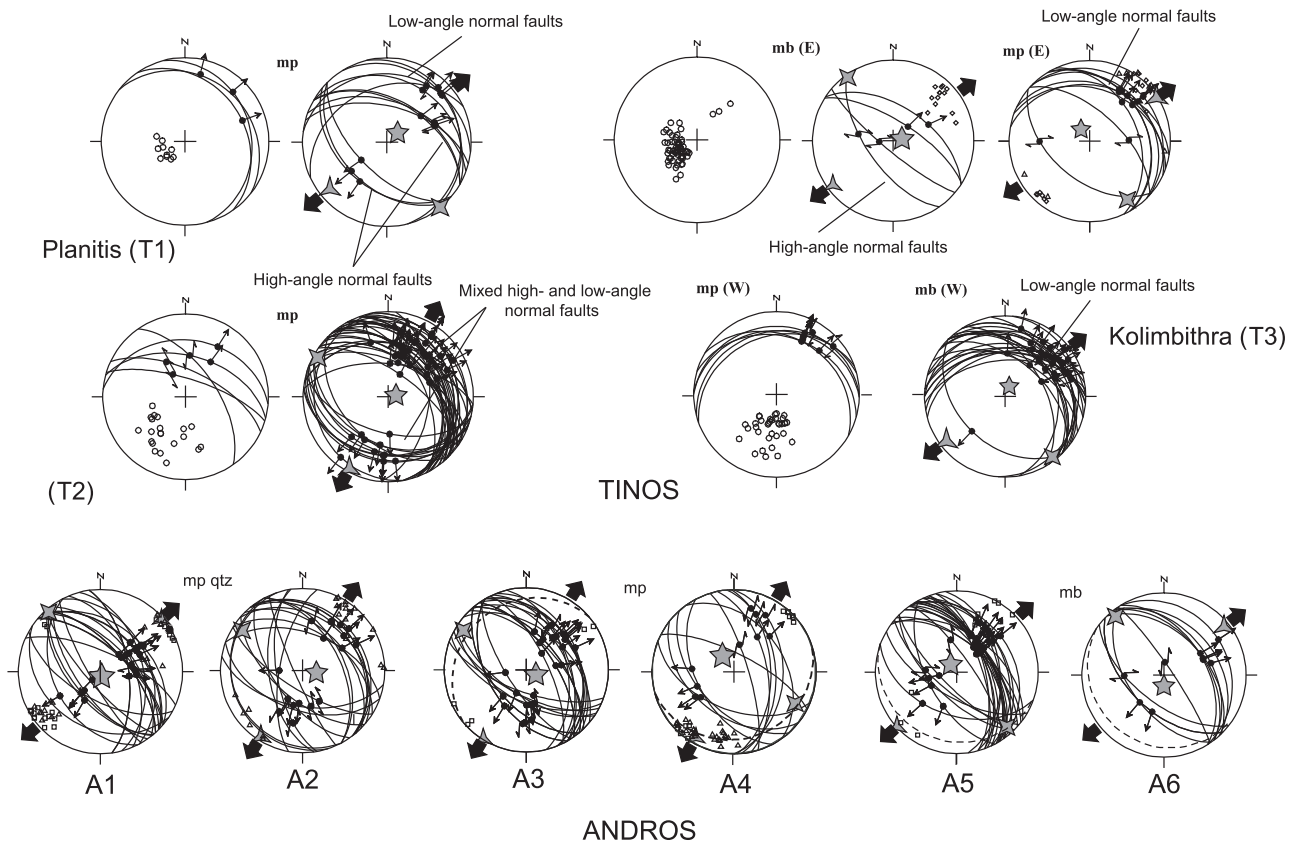 Low-angle normal faults
Low-angle normal faults
N
mp
N
N
mb (E)
N
mp (E)
N
Planitis (T1)
High-angle normal faults
High-angle normal faults
Mixed high- and low-angle
normal faults
N
mp
N
mp (W)
N
mb (W)
N
Low-angle normal faults
Kolimbithra (T3)
(T2)
TINOS
N
mp qtz
N
N
mp
N
N
mb
N
A1
A2
A3
A4
A5
A6
ANDROS